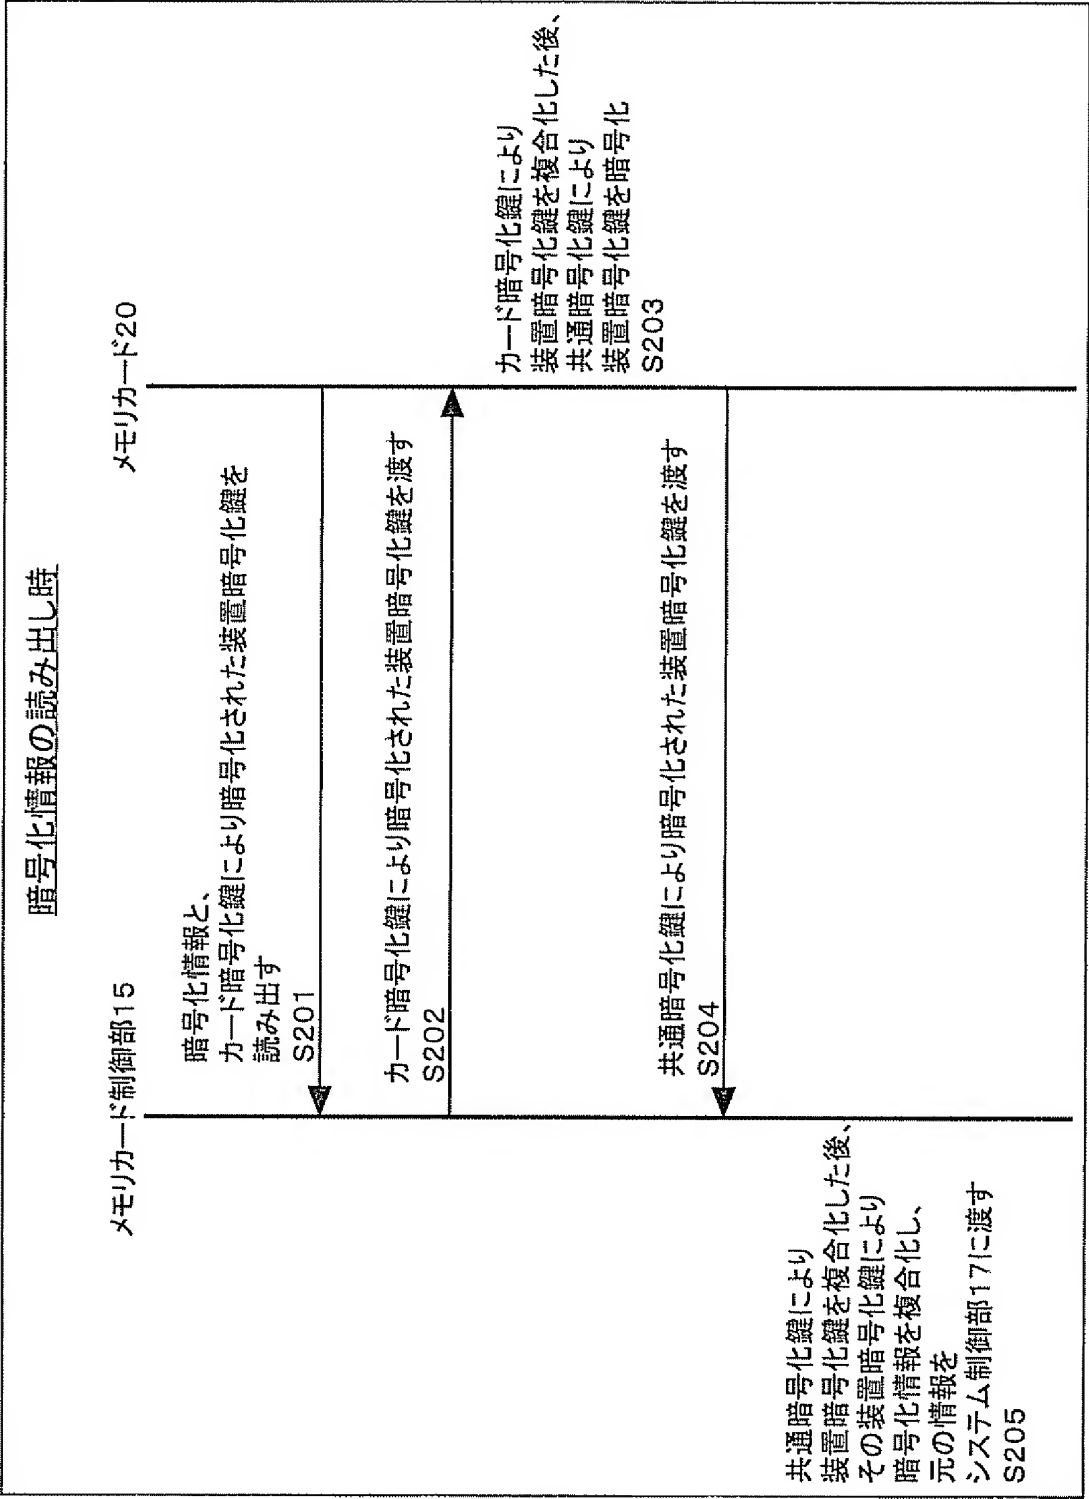 暗号化情報の読み出し時
メモリカード制御部15
メモリカード20
暗号化情報と、
カード暗号化鍵により暗号化された装置暗号化鍵を
読み出す
S201
カード暗号化鍵により暗号化された装置暗号化鍵を渡す
S202
カード暗号化鍵により
装置暗号化鍵を複合化した後、
共通暗号化鍵により
装置暗号化鍵を暗号化
S203
共通暗号化鍵により暗号化された装置暗号化鍵を渡す
S204
共通暗号化鍵により
装置暗号化鍵を複合化した後、
その装置暗号化鍵により
暗号化情報を複合化し、
元の情報を
システム制御部17に渡す
S205